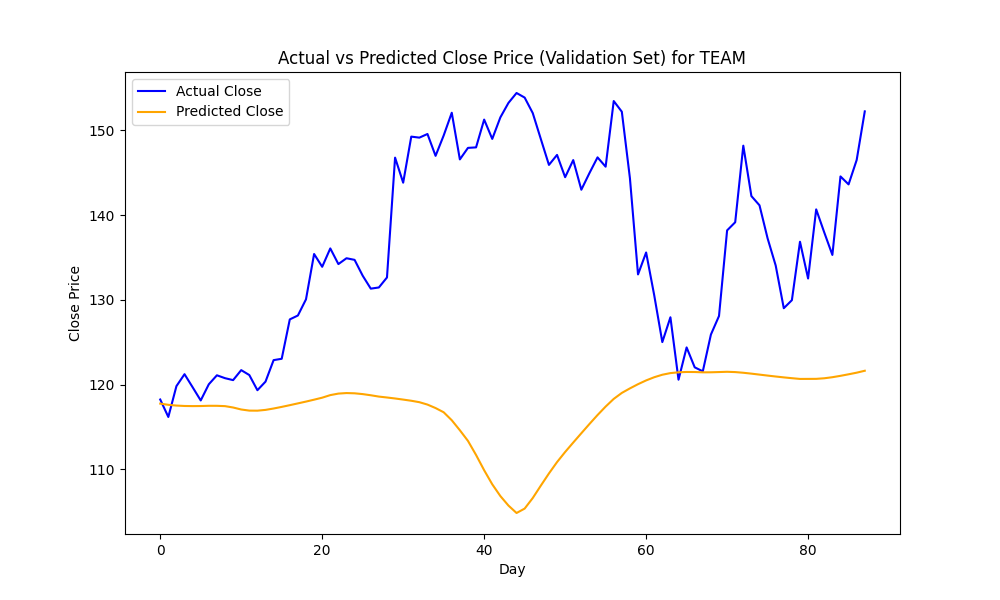 Actual vs Predicted Close Price (Validation Set) for TEAM
Actual Close
Predicted Close
150
140
130
120
110
Close Price
0 20 40 60 80
Day